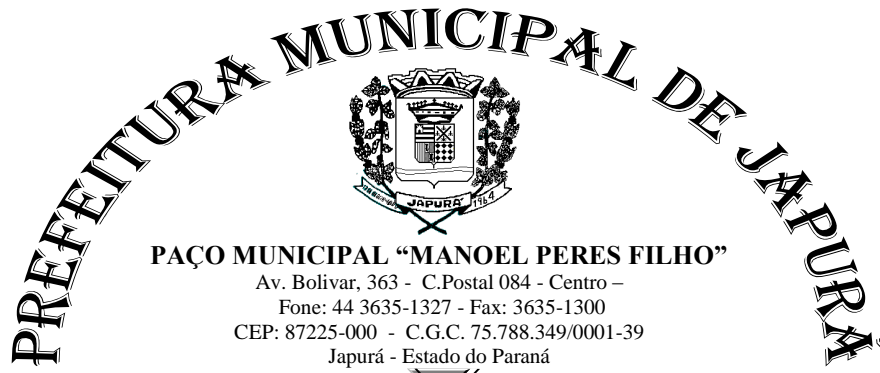 PREFEITURA MUNICIPAL DE JAPURÁ
JAPURÁ 1964
PAÇO MUNICIPAL “MANOEL PERES FILHO”
Av. Bolivar, 363 - C.Postal 084 - Centro –
Fone: 44 3635-1327 - Fax: 3635-1300
CEP: 87225-000 - C.G.C. 75.788.349/0001-39
Japurá - Estado do Paraná